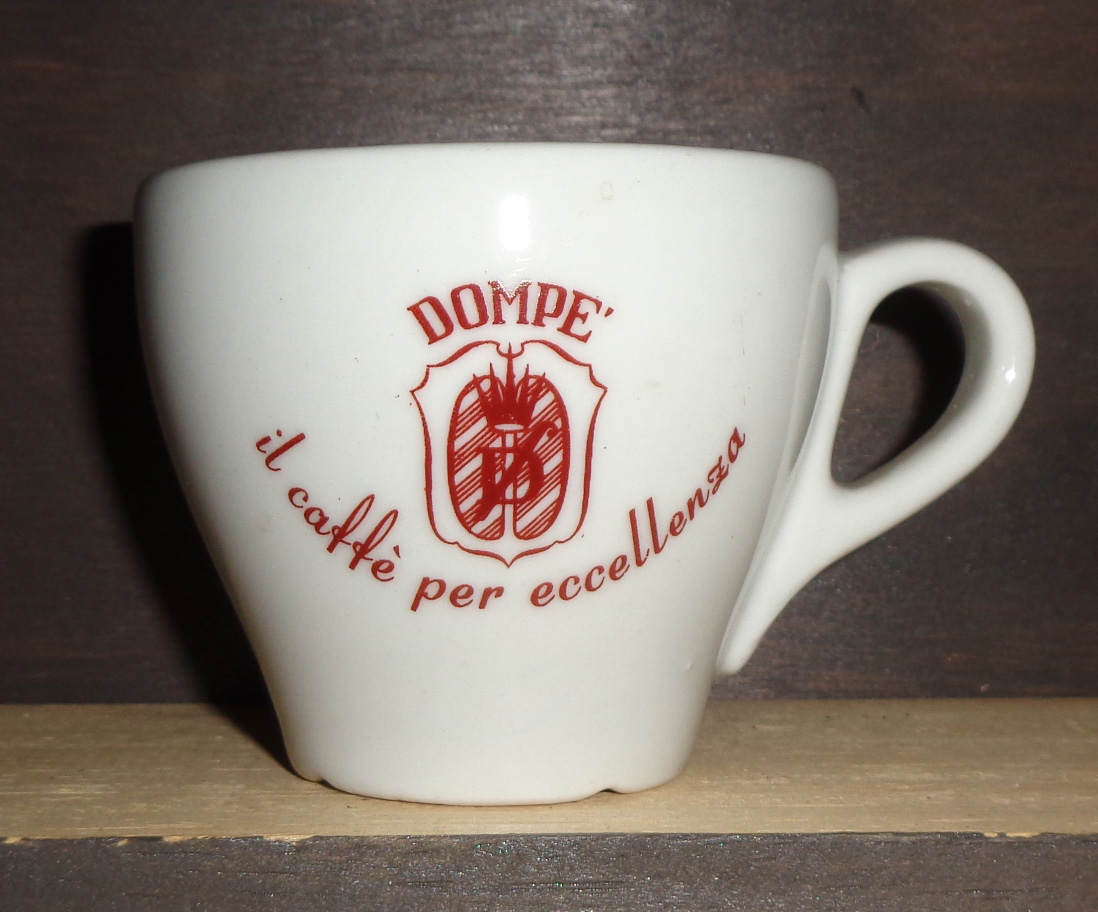 DOMPE'
il caffè per eccellenza